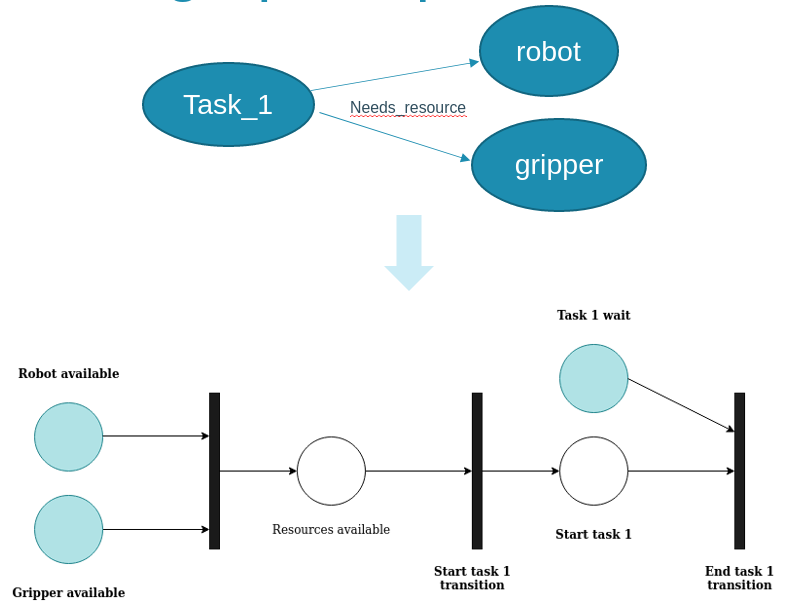 robot
Task_1
Needs_resource
gripper
Task 1 wait
Robot available
Resources available
Start task 1
Gripper available
Start task 1
transition
End task 1
transition